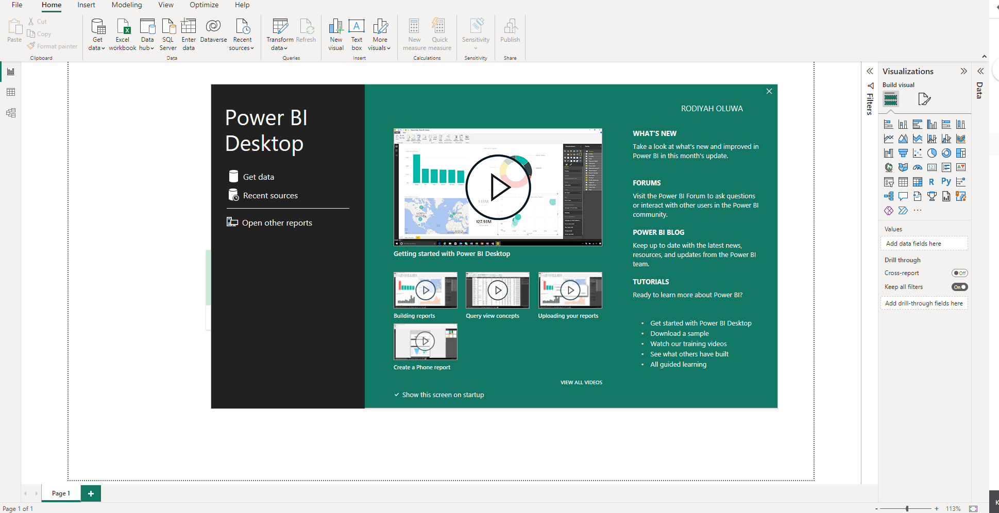 File Home Insert Modeling View Optimize Help
Paste
Cut
Copy
Format painter
Clipboard
Get data
Excel workbook
Data hub
SQL Server
Enter data
Dataverse
Recent sources
Data
Transform data
Refresh
Queries
New visual
Text box
More visuals
Insert
New measure
Quick measure
Calculations
Sensitivity
Sensitivity
Publish
Share
Power BI
Desktop
Get data
Recent sources
Open other reports
RODIYAH OLUWA
NORTH
AMERICA
EUROPE
AFRICA
1.13M
127.93M
Getting started with Power BI Desktop
Building reports
Query view concepts
Uploading your reports
Create a Phone report
VIEW ALL VIDEOS
Show this screen on startup
WHAT'S NEW
Take a look at what's new and improved in
Power BI in this month's update.
FORUMS
Visit the Power BI Forum to ask questions
or interact with other users in the Power BI
community.
POWER BI BLOG
Keep up to date with the latest news,
resources, and updates from the Power BI
team.
TUTORIALS
Ready to learn more about Power BI?
• Get started with Power BI Desktop
• Download a sample
• Watch our training videos
• See what others have built
• All guided learning
Filters
Visualizations
Build visual
123
R
Py
Values
Add data fields here
Drill through
Cross-report
Off
Keep all filters
On
Add drill-through fields here
Data
Page 1
Page 1 of 1
- + 113%
K